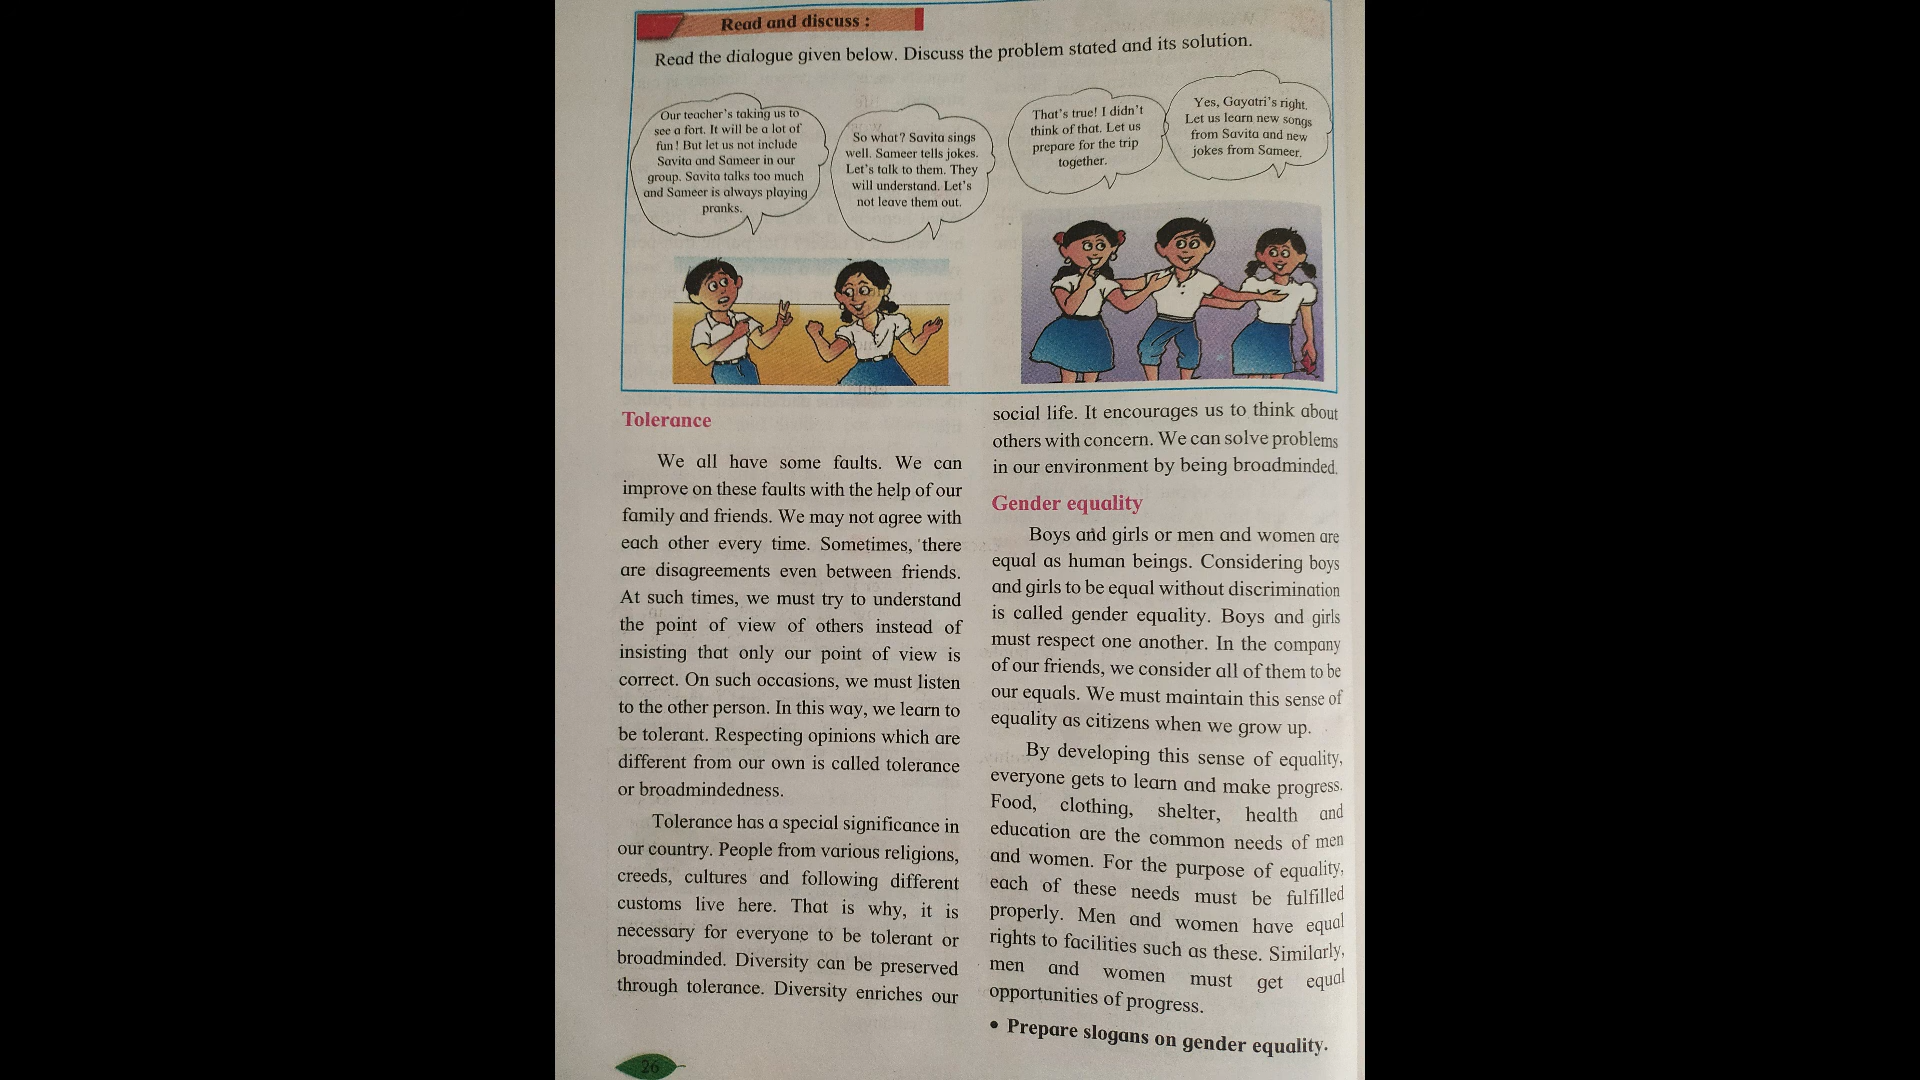 Read and discuss :
Read the dialogue given below. Discuss the problem stated and its solution.
Our teacher's taking us to
see a fort. It will be a lot of
fun! But let us not include
Savita and Sameer in our
group. Savita talks too much
and Sameer is always playing
pranks.
So what? Savita sings
well. Sameer tells jokes.
Let's talk to them. They
will understand. Let's
not leave them out.
That's true! I didn't
think of that. Let us
prepare for the trip
together.
Yes, Gayatri's right.
Let us learn new songs
from Savita and new
jokes from Sameer.
Tolerance
We all have some faults. We can
improve on these faults with the help of our
family and friends. We may not agree with
each other every time. Sometimes, there
are disagreements even between friends.
At such times, we must try to understand
the point of view of others instead of
insisting that only our point of view is
correct. On such occasions, we must listen
to the other person. In this way, we learn to
be tolerant. Respecting opinions which are
different from our own is called tolerance
or broadmindedness.
Tolerance has a special significance in
our country. People from various religions,
creeds, cultures and following different
customs live here. That is why, it is
necessary for everyone to be tolerant or
broadminded. Diversity can be preserved
through tolerance. Diversity enriches our
social life. It encourages us to think about
others with concern. We can solve problems
in our environment by being broadminded.
Gender equality
Boys and girls or men and women are
equal as human beings. Considering boys
and girls to be equal without discrimination
is called gender equality. Boys and girls
must respect one another. In the company
of our friends, we consider all of them to be
our equals. We must maintain this sense of
equality as citizens when we grow up.
By developing this sense of equality,
everyone gets to learn and make progress.
Food, clothing, shelter, health and
education are the common needs of men
and women. For the purpose of equality,
each of these needs must be fulfilled
properly. Men and women have equal
rights to facilities such as these. Similarly,
men and women must get equal
opportunities of progress.
• Prepare slogans on gender equality.
26